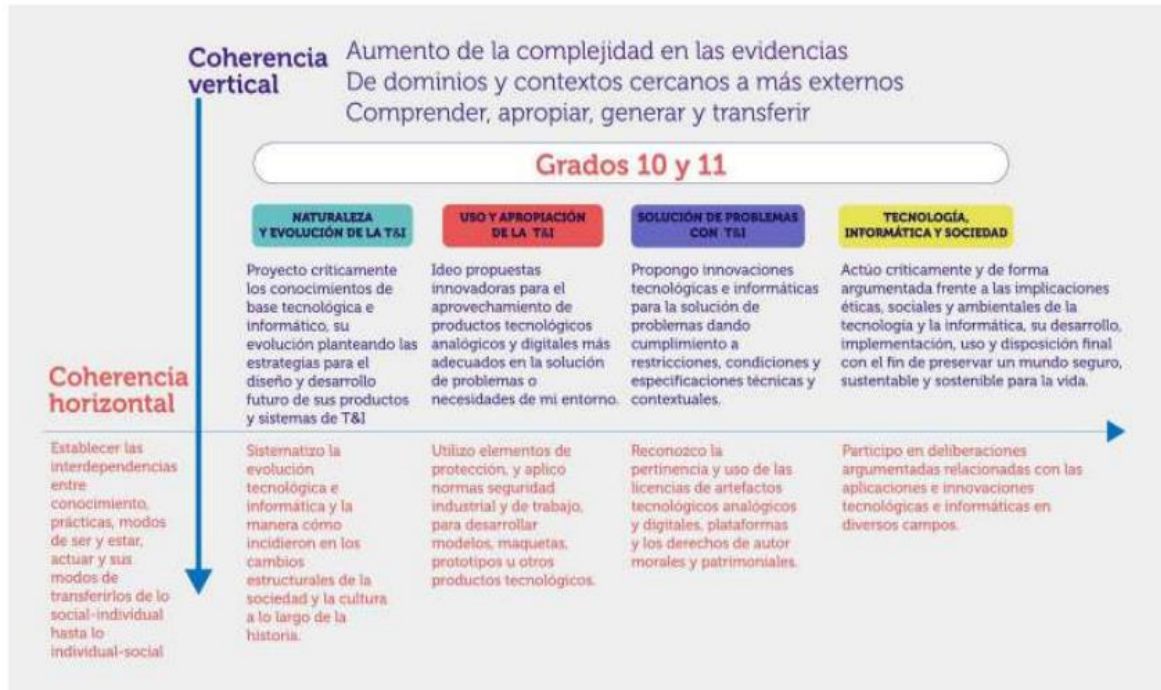 Coherencia
vertical
Aumento de la complejidad en las evidencias
De dominios y contextos cercanos a más externos
Comprender, apropiar, generar y transferir
Grados 10 y 11
NATURALEZA
Y EVOLUCIÓN DE LA T&I
Proyecto críticamente
los conocimientos de
base tecnológica e
informático, su
evolución planteando las
estrategias para el
diseño y desarrollo
futuro de sus productos
y sistemas de T&I
USO Y APROPIACIÓN
DE LA T&I
Ideo propuestas
innovadoras para el
aprovechamiento de
productos tecnológicos
analógicos y digitales más
adecuados en la solución
de problemas o
necesidades de mi entorno.
SOLUCIÓN DE PROBLEMAS
CON T&I
Propongo innovaciones
tecnológicas e informáticas
para la solución de
problemas dando
cumplimiento a
restricciones, condiciones y
especificaciones técnicas y
contextuales.
TECNOLOGÍA,
INFORMÁTICA Y SOCIEDAD
Actúo críticamente y de forma
argumentada frente a las implicaciones
éticas, sociales y ambientales de la
tecnología y la informática, su desarrollo,
implementación, uso y disposición final
con el fin de preservar un mundo seguro,
sustentable y sostenible para la vida.
Coherencia
horizontal
Establecer las
interdependencias
entre
conocimiento,
prácticas, modos
de ser y estar,
actuar y sus
modos de
transferirlos de lo
social-individual
hasta lo
individual-social
Sistematizo la
evolución
tecnológica e
informática y la
manera cómo
incidieron en los
cambios
estructurales de la
sociedad y la cultura
a lo largo de la
historia.
Utilizo elementos de
protección, y aplico
normas seguridad
industrial y de trabajo,
para desarrollar
modelos, maquetas,
prototipos u otros
productos tecnológicos.
Reconozco la
pertinencia y uso de las
licencias de artefactos
tecnológicos analógicos
y digitales, plataformas
y los derechos de autor
morales y patrimoniales.
Participo en deliberaciones
argumentadas relacionadas con las
aplicaciones e innovaciones
tecnológicas e informáticas en
diversos campos.